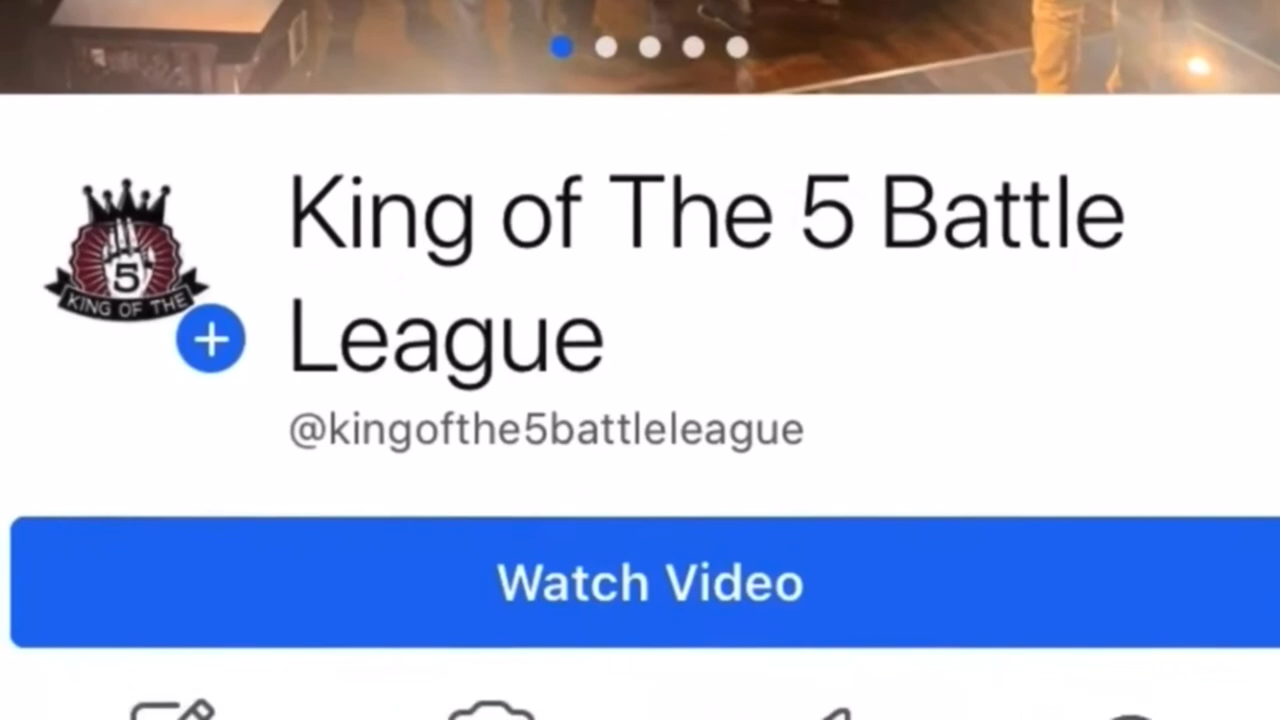 King of The 5 Battle
League
5
KING OF THE
@kingofthe5battleleague
Watch Video